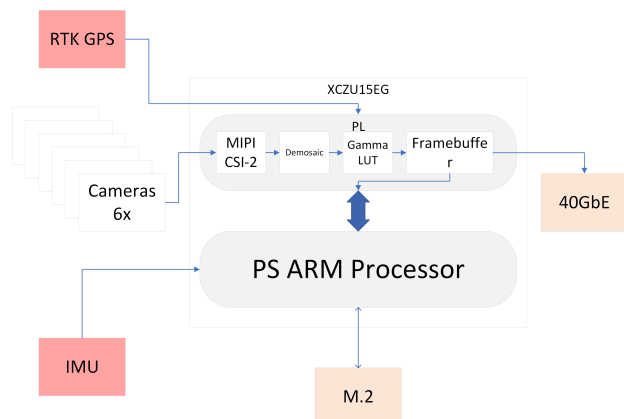 RTK GPS
XCZU15EG
PL
MIPI
CSI-2
Demosaic
Gamma
LUT
Framebuffe
r
Cameras
6x
40GbE
PS ARM Processor
IMU
M.2